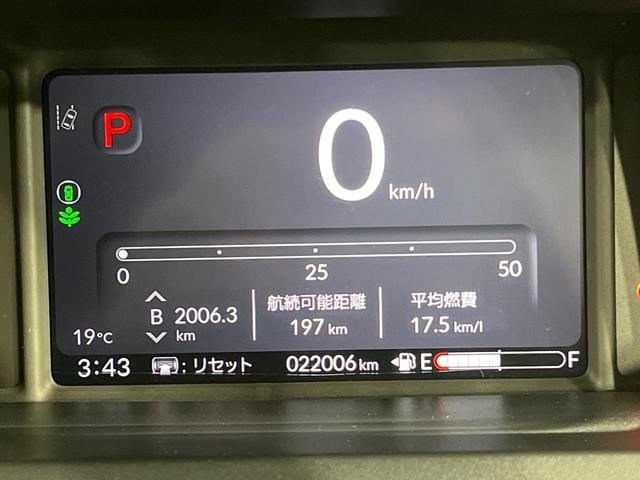 P
0 km/h
0 25 50
B 2006.3 km
航続可能距離
197 km
平均燃費
17.5 km/l
19°C
3:43
:リセット
022006 km
E F